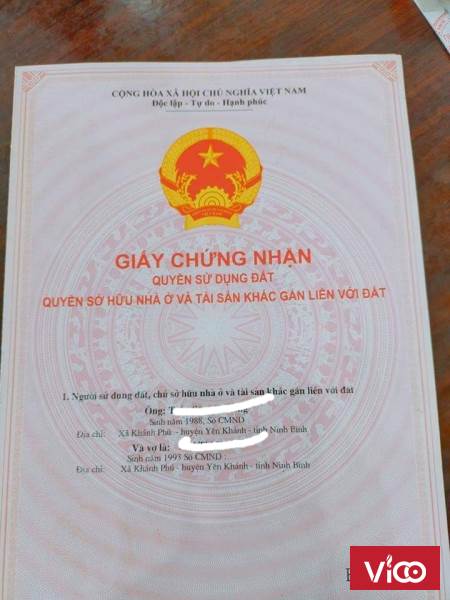 CỘNG HÒA XÃ HỘI CHỦ NGHĨA VIỆT NAM
Độc lập - Tự do - Hạnh phúc
GIẤY CHỨNG NHẬN
QUYỀN SỬ DỤNG ĐẤT
QUYỀN SỞ HỮU NHÀ Ở VÀ TÀI SẢN KHÁC GẮN LIỀN VỚI ĐẤT
I. Người sử dụng đất, chủ sở hữu nhà ở và tài sản khác gắn liền với đất
Ông:
Sinh năm 1988, Số CMND
Địa chỉ: Xã Khánh Phú - huyện Yên Khánh - tỉnh Ninh Bình
Và vợ là:
Sinh năm 1993 Số CMND :
Địa chỉ: Xã Khánh Phú - huyện Yên Khánh - tỉnh Ninh Bình
Vico